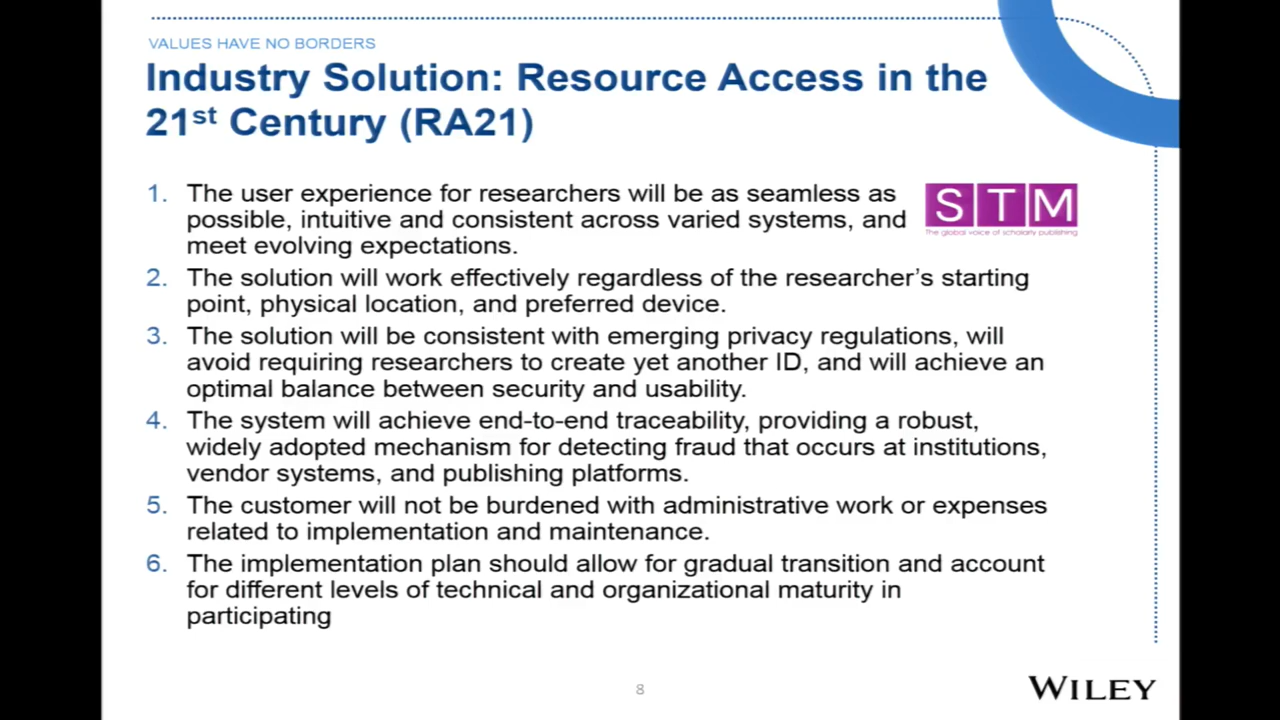 VALUES HAVE NO BORDERS
Industry Solution: Resource Access in the
21st Century (RA21)
1. The user experience for researchers will be as seamless as
possible, intuitive and consistent across varied systems, and
meet evolving expectations.
STM
The global voice of scholarly publishing
2. The solution will work effectively regardless of the researcher’s starting
point, physical location, and preferred device.
3. The solution will be consistent with emerging privacy regulations, will
avoid requiring researchers to create yet another ID, and will achieve an
optimal balance between security and usability.
4. The system will achieve end-to-end traceability, providing a robust,
widely adopted mechanism for detecting fraud that occurs at institutions,
vendor systems, and publishing platforms.
5. The customer will not be burdened with administrative work or expenses
related to implementation and maintenance.
6. The implementation plan should allow for gradual transition and account
for different levels of technical and organizational maturity in
participating
8
WILEY